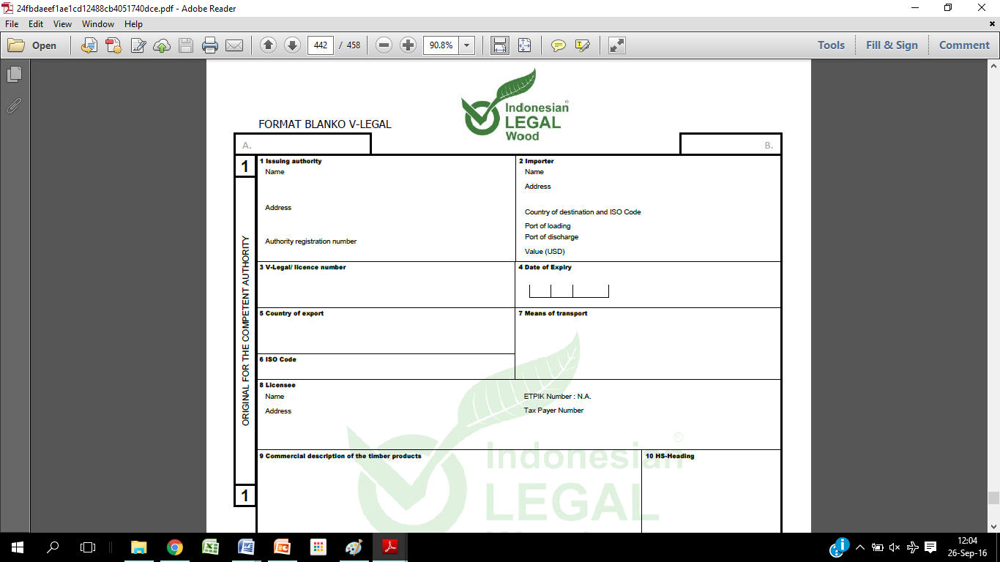 24fbdaeef1ae1cd12488cb4051740dce.pdf - Adobe Reader
File Edit View Window Help
Open 442 / 458 90.8% Tools Fill & Sign Comment
Indonesian
LEGAL
Wood
FORMAT BLANKO V-LEGAL
A.
B.
1
ORIGINAL FOR THE COMPETENT AUTHORITY
1
1 Issuing authority
Name
Address
Authority registration number
2 Importer
Name
Address
Country of destination and ISO Code
Port of loading
Port of discharge
Value (USD)
3 V-Legal/ licence number
4 Date of Expiry
5 Country of export
6 ISO Code
7 Means of transport
8 Licensee
Name
Address
ETPIK Number : N.A.
Tax Payer Number
9 Commercial description of the timber products
10 HS-Heading
Indonesian ®
LEGAL
Wood
12:04
26-Sep-16